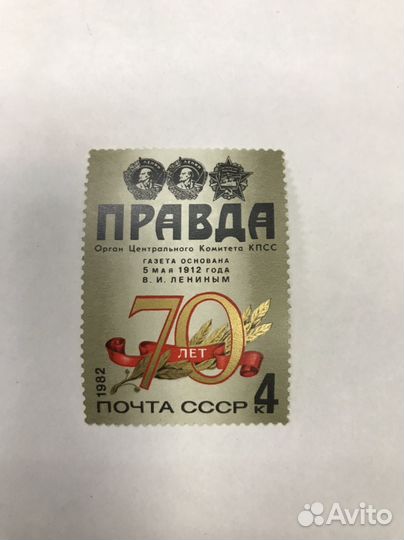 ПРАВДА
Орган Центрального Комитета КПСС
ГАЗЕТА ОСНОВАНА
5 МАЯ 1912 ГОДА
В. И. ЛЕНИНЫМ
70
ЛЕТ
1982
ПОЧТА СССР 4 К
Avito